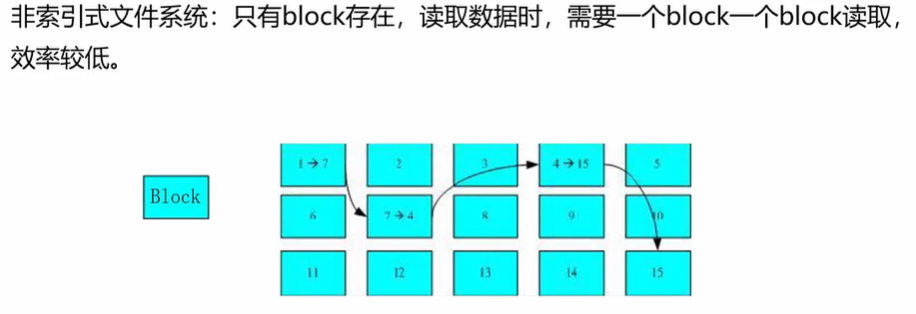 非索引式文件系统：只有block存在，读取数据时，需要一个block一个block读取，
效率较低。
Block
1→7 2 3 4→15 5
6 7→4 8 9 10
11 12 13 14 15